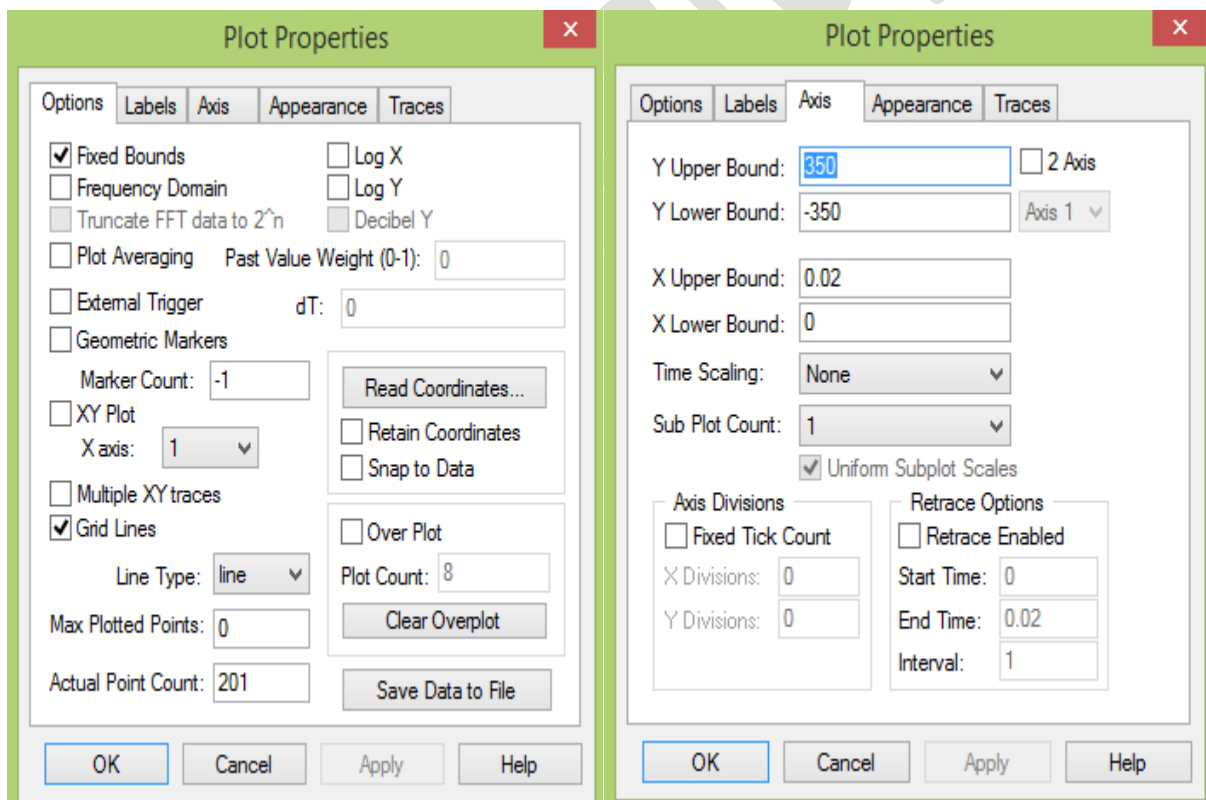 Plot Properties
x
Options Labels Axis Appearance Traces
Fixed Bounds Log X
Frequency Domain Log Y
Truncate FFT data to 2^n Decibel Y
Plot Averaging Past Value Weight (0-1): 0
External Trigger dT: 0
Geometric Markers
Marker Count: -1 Read Coordinates...
XY Plot Retain Coordinates
X axis: 1 Snap to Data
Multiple XY traces
Grid Lines Over Plot
Line Type: line Plot Count: 8
Max Plotted Points: 0 Clear Overplot
Actual Point Count: 201 Save Data to File
OK Cancel Apply Help
Plot Properties
x
Options Labels Axis Appearance Traces
Y Upper Bound: 350 2 Axis
Y Lower Bound: -350 Axis 1
X Upper Bound: 0.02
X Lower Bound: 0
Time Scaling: None
Sub Plot Count: 1
Uniform Subplot Scales
Axis Divisions Retrace Options
Fixed Tick Count Retrace Enabled
X Divisions: 0 Start Time: 0
Y Divisions: 0 End Time: 0.02
Interval: 1
OK Cancel Apply Help